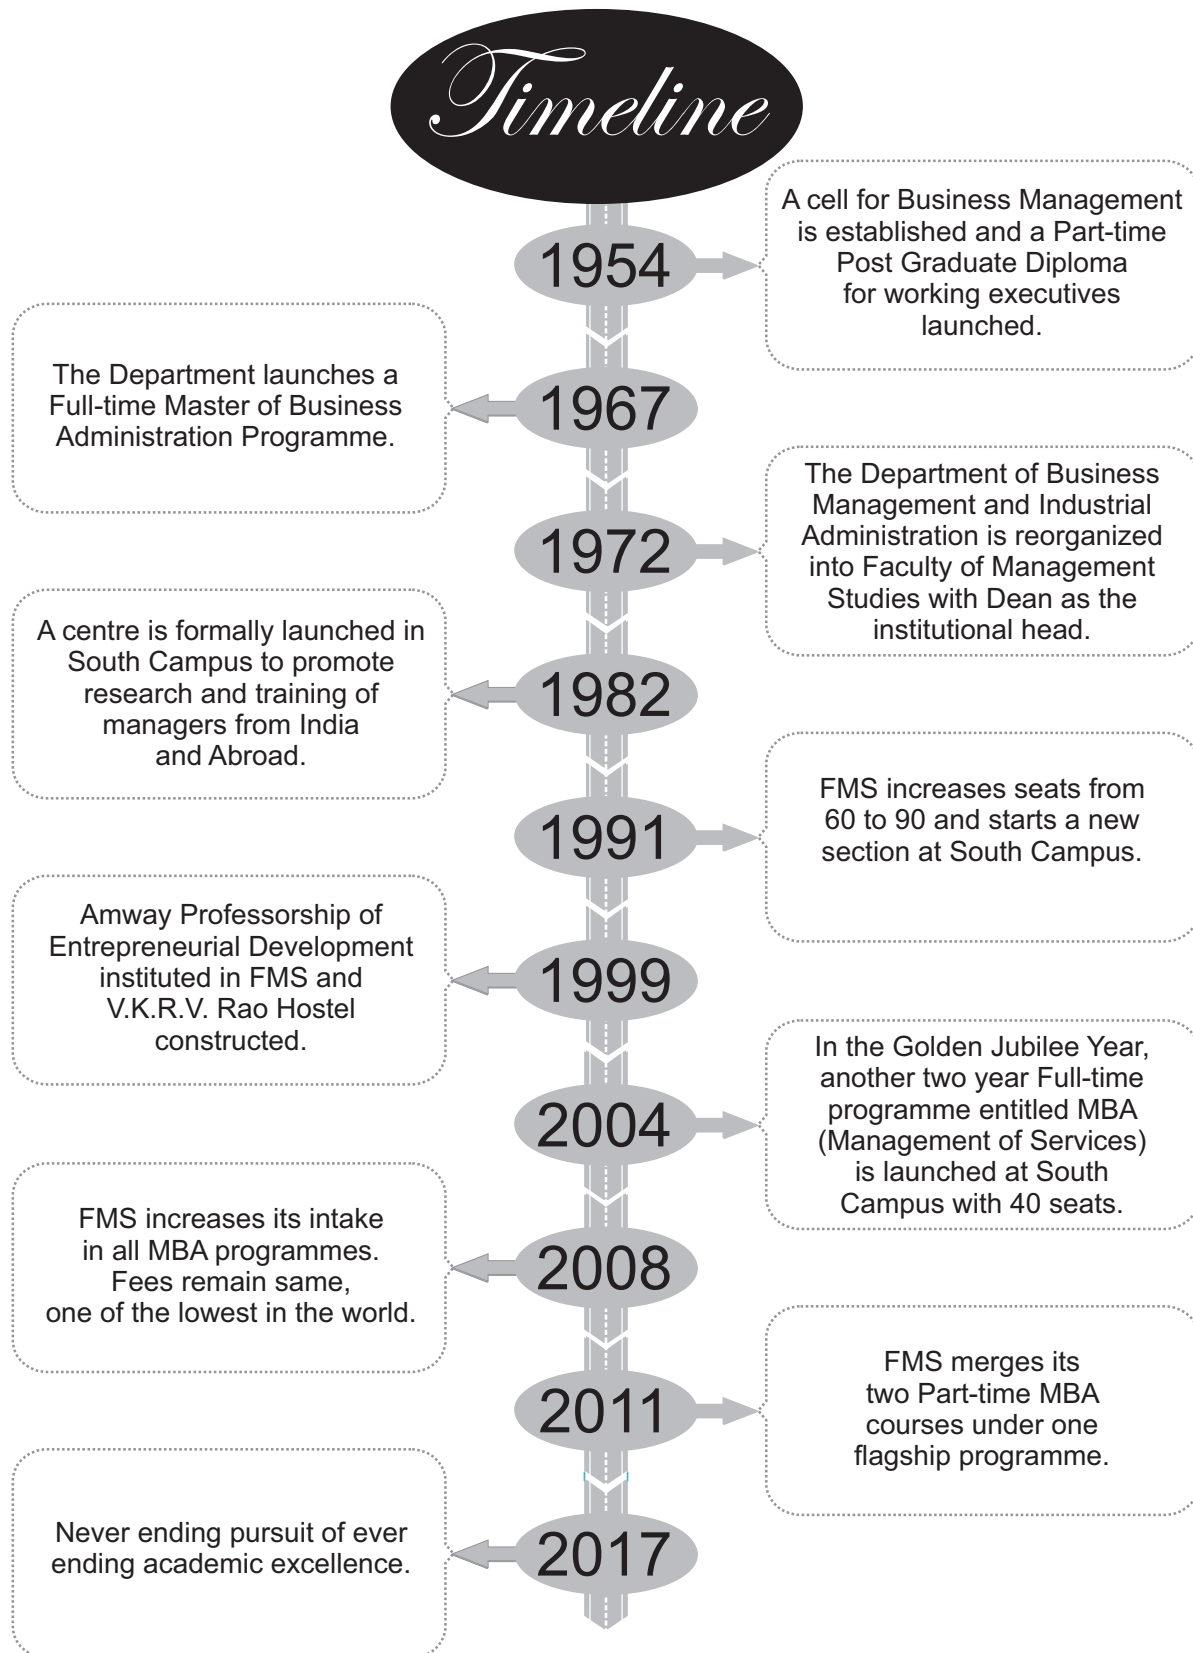 Timeline
1954
A cell for Business Management
is established and a Part-time
Post Graduate Diploma
for working executives
launched.
1967
The Department launches a
Full-time Master of Business
Administration Programme.
1972
The Department of Business
Management and Industrial
Administration is reorganized
into Faculty of Management
Studies with Dean as the
institutional head.
1982
A centre is formally launched in
South Campus to promote
research and training of
managers from India
and Abroad.
1991
FMS increases seats from
60 to 90 and starts a new
section at South Campus.
1999
Amway Professorship of
Entrepreneurial Development
instituted in FMS and
V.K.R.V. Rao Hostel
constructed.
2004
In the Golden Jubilee Year,
another two year Full-time
programme entitled MBA
(Management of Services)
is launched at South
Campus with 40 seats.
2008
FMS increases its intake
in all MBA programmes.
Fees remain same,
one of the lowest in the world.
2011
FMS merges its
two Part-time MBA
courses under one
flagship programme.
2017
Never ending pursuit of ever
ending academic excellence.